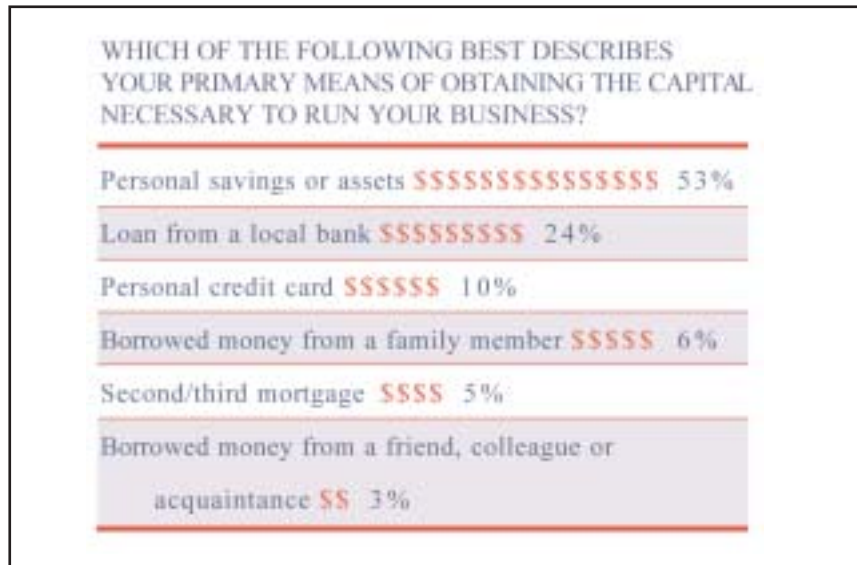 WHICH OF THE FOLLOWING BEST DESCRIBES
YOUR PRIMARY MEANS OF OBTAINING THE CAPITAL
NECESSARY TO RUN YOUR BUSINESS?
Personal savings or assets $$$$$$$$$$$$$$$ 53%
Loan from a local bank $$$$$$$$$ 24%
Personal credit card $$$$$$ 10%
Borrowed money from a family member $$$$$ 6%
Second/third mortgage $$$$ 5%
Borrowed money from a friend, colleague or
acquaintance $$ 3%